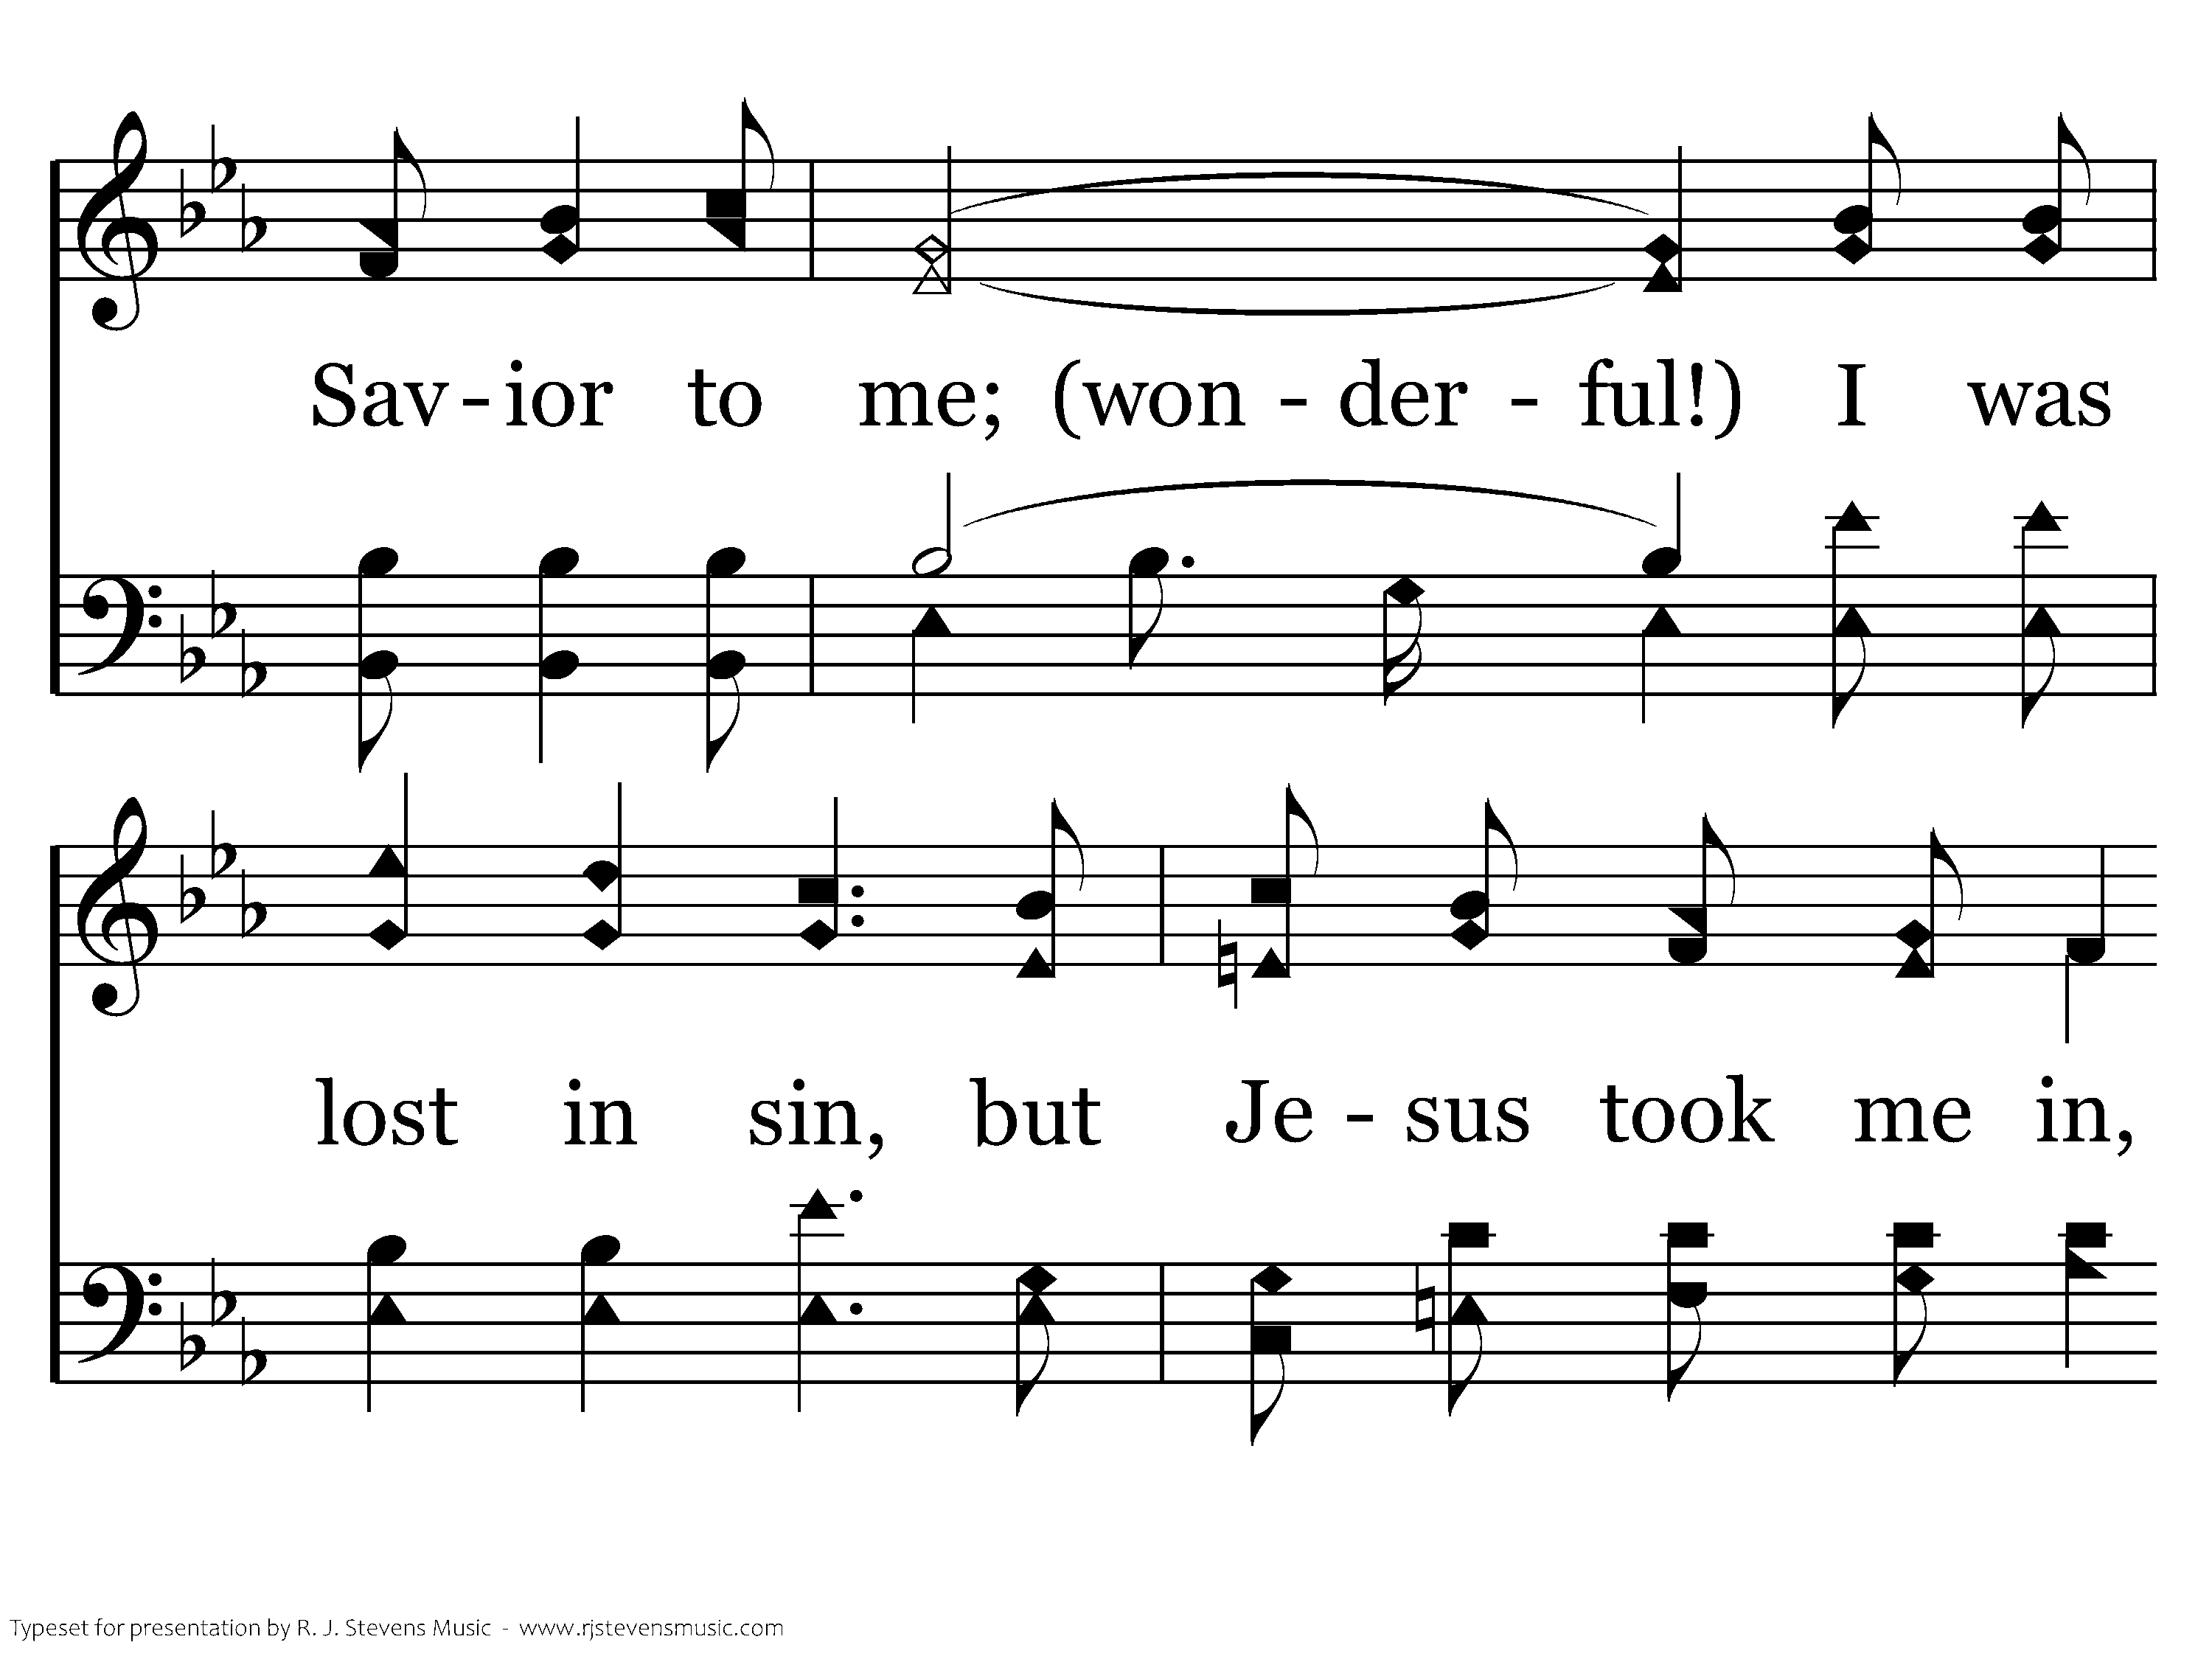 Sav - ior to me; (won - der - ful!) I was
lost in sin, but Je - sus took me in,
Typeset for presentation by R. J. Stevens Music - www.rjstevensmusic.com